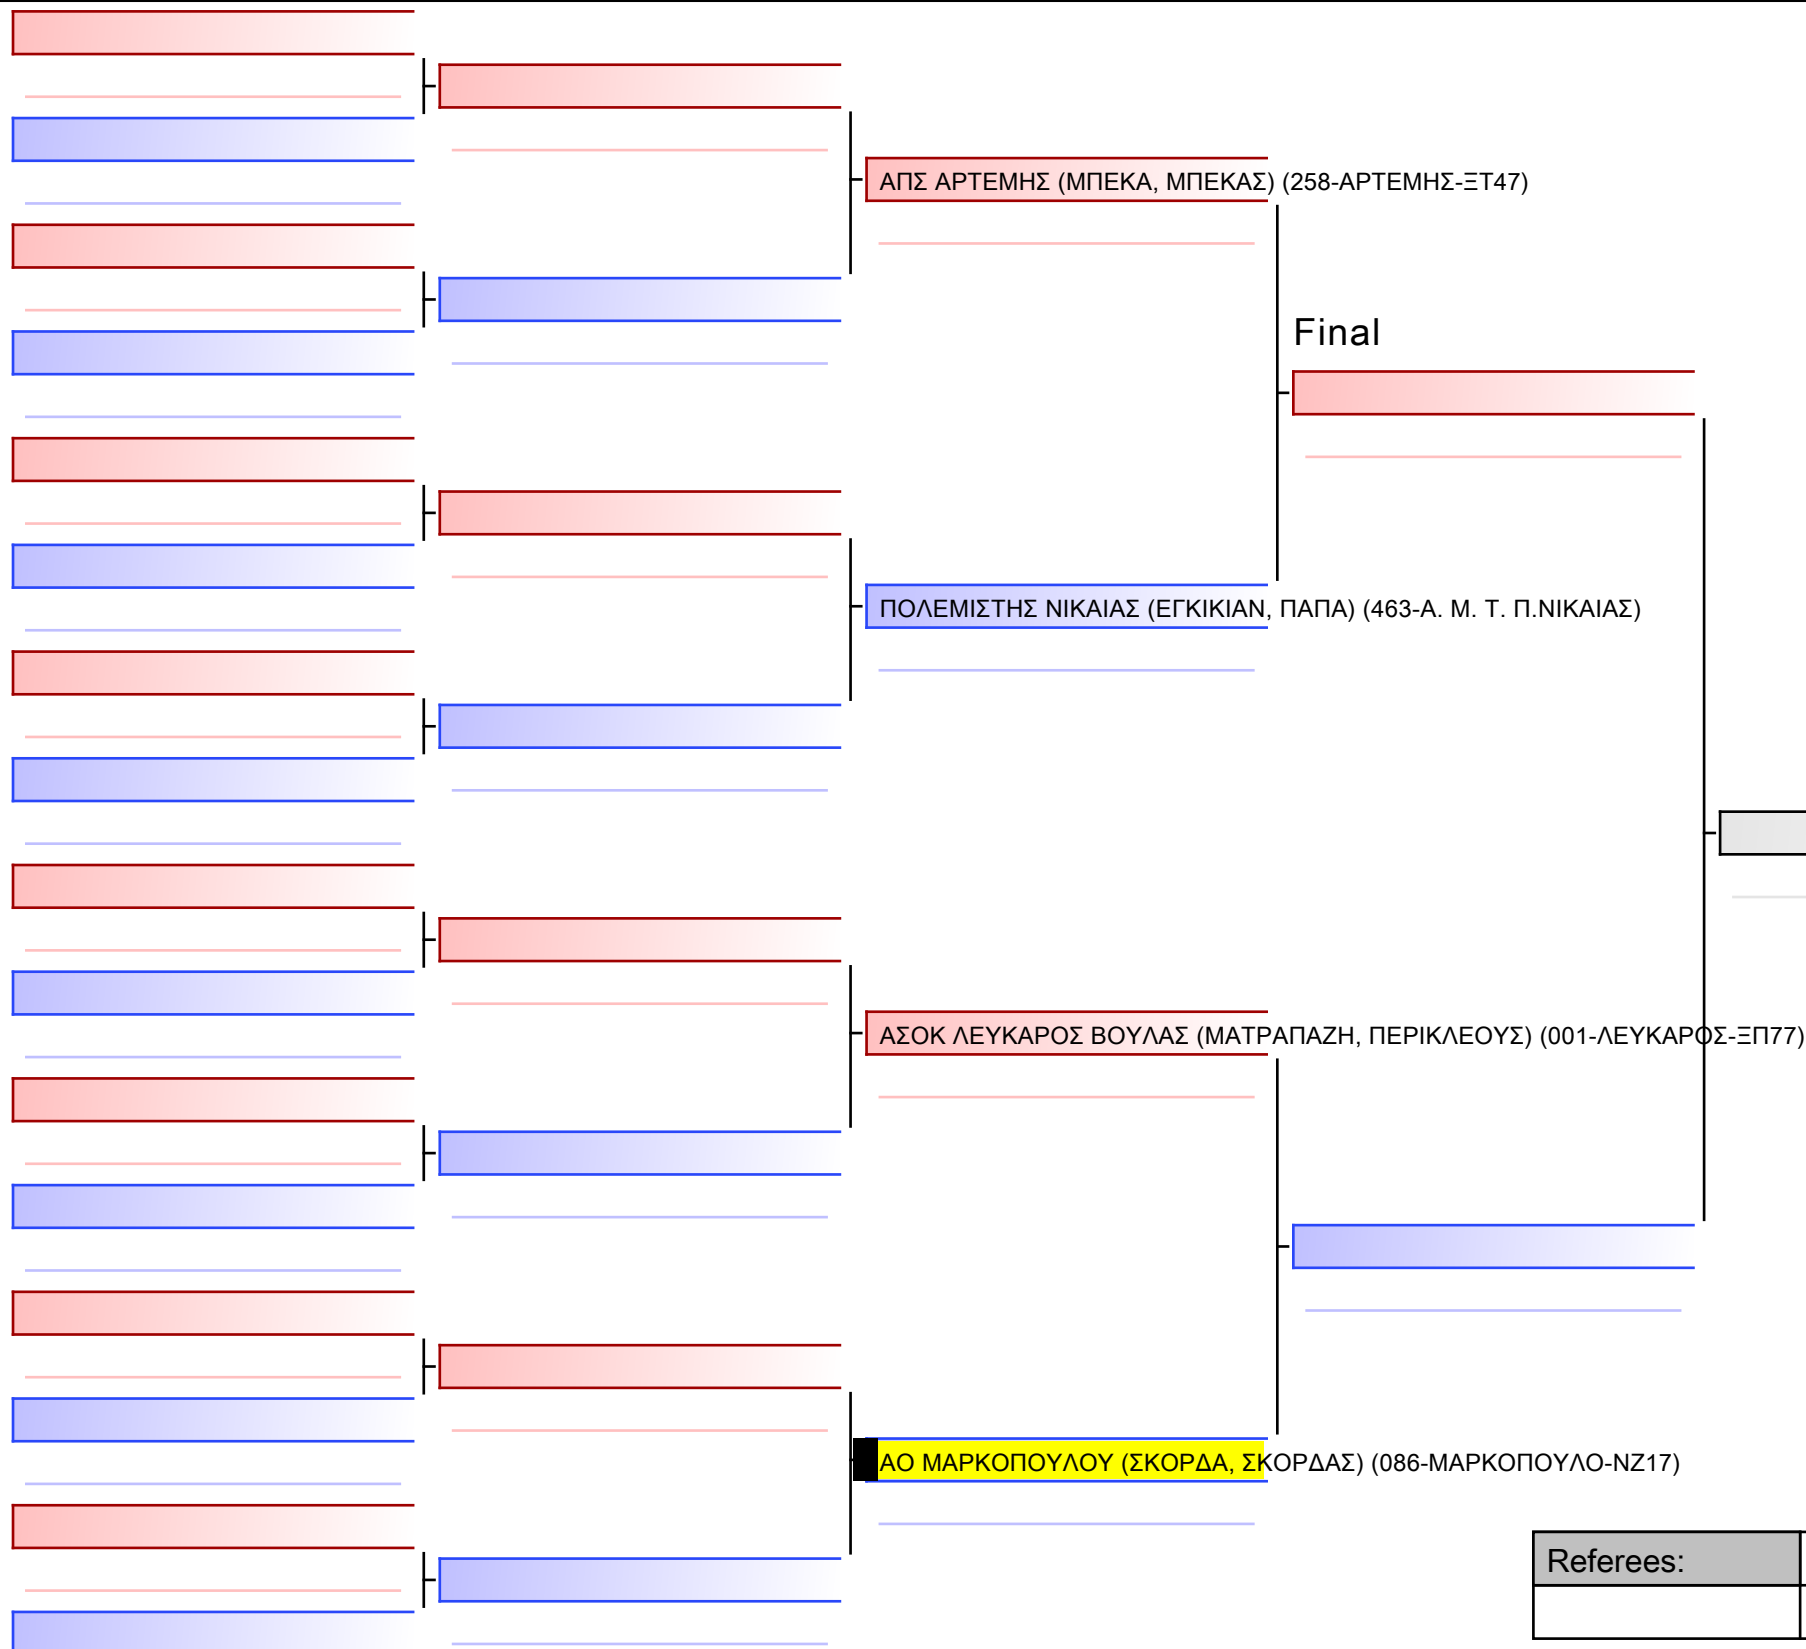 ΑΠΣ ΑΡΤΕΜΗΣ (ΜΠΕΚΑ, ΜΠΕΚΑΣ) (258-ΑΡΤΕΜΗΣ-ΞΤ47)
Final
ΠΟΛΕΜΙΣΤΗΣ ΝΙΚΑΙΑΣ (ΕΓΚΙΚΙΑΝ, ΠΑΠΑ) (463-Α. Μ. Τ. Π.ΝΙΚΑΙΑΣ)
ΑΣΟΚ ΛΕΥΚΑΡΟΣ ΒΟΥΛΑΣ (ΜΑΤΡΑΠΑΖΗ, ΠΕΡΙΚΛΕΟΥΣ) (001-ΛΕΥΚΑΡΟΣ-ΞΠ77)
ΑΟ ΜΑΡΚΟΠΟΥΛΟΥ (ΣΚΟΡΔΑ, ΣΚΟΡΔΑΣ) (086-ΜΑΡΚΟΠΟΥΛΟ-ΝΖ17)
Referees: